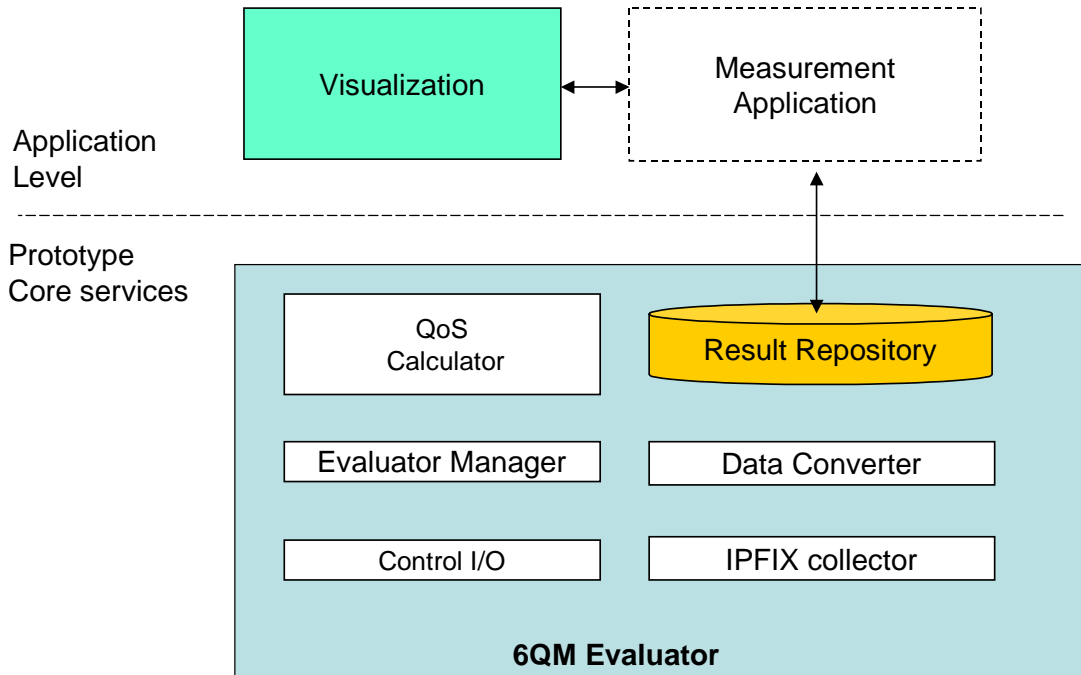 Visualization
Measurement
Application
Application
Level
Prototype
Core services
QoS
Calculator
Result Repository
Evaluator Manager
Data Converter
Control I/O
IPFIX collector
6QM Evaluator